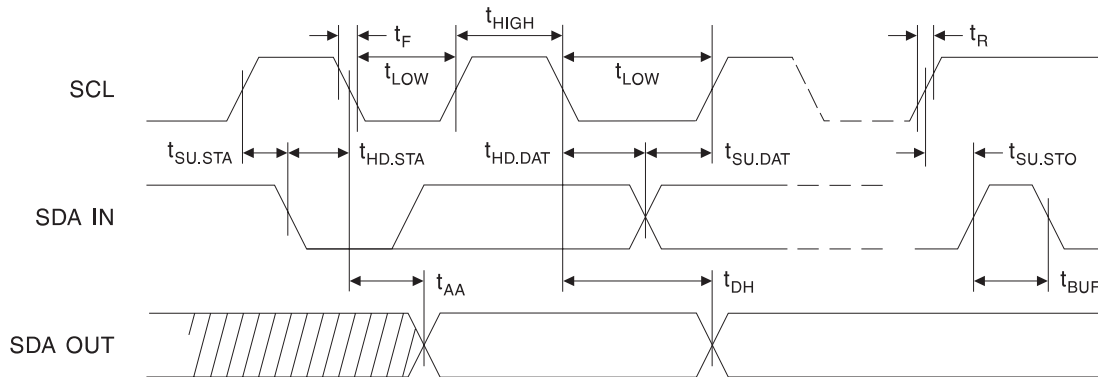 tHIGH
tF
tR
tLOW
tLOW
SCL
tSU.STA
tHD.STA
tHD.DAT
tSU.DAT
tSU.STO
SDA IN
tAA
tDH
tBUF
SDA OUT